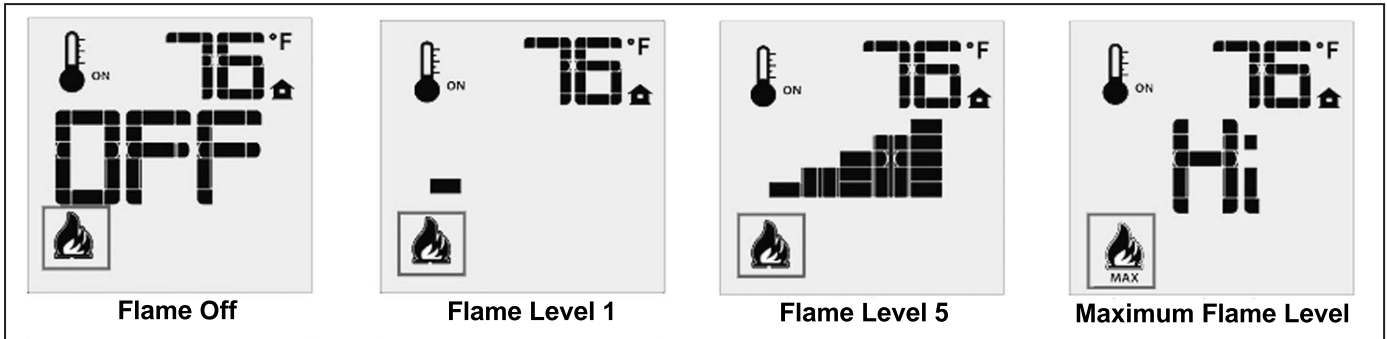 76 °F
ON
OFF
Flame Off
76 °F
ON
Flame Level 1
76 °F
ON
Flame Level 5
76 °F
ON
Hi
MAX
Maximum Flame Level